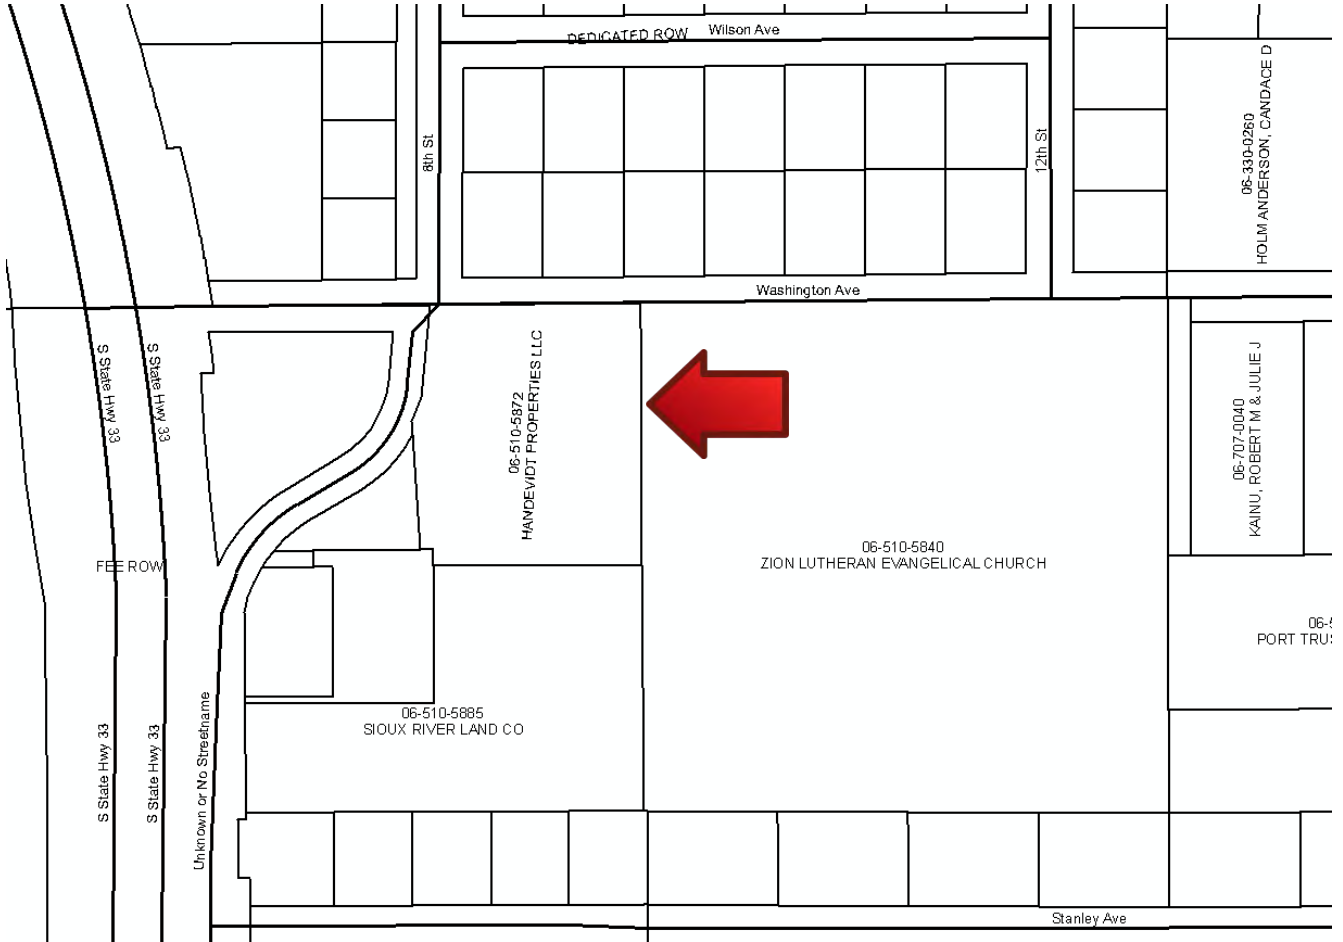 DEDICATED ROW
Wilson Ave
8th St
12th St
06-330-0260
HOLM ANDERSON, CANDACE D
Washington Ave
S State Hwy 33
S State Hwy 33
06-510-5872
HANDEVIDT PROPERTIES LLC
06-707-0040
KAINU, ROBERT M & JULIE J
06-510-5840
ZION LUTHERAN EVANGELICAL CHURCH
FEE ROW
06-5
PORT TRUS
06-510-5885
SIOUX RIVER LAND CO
S State Hwy 33
S State Hwy 33
Unknown or No Streetname
Stanley Ave